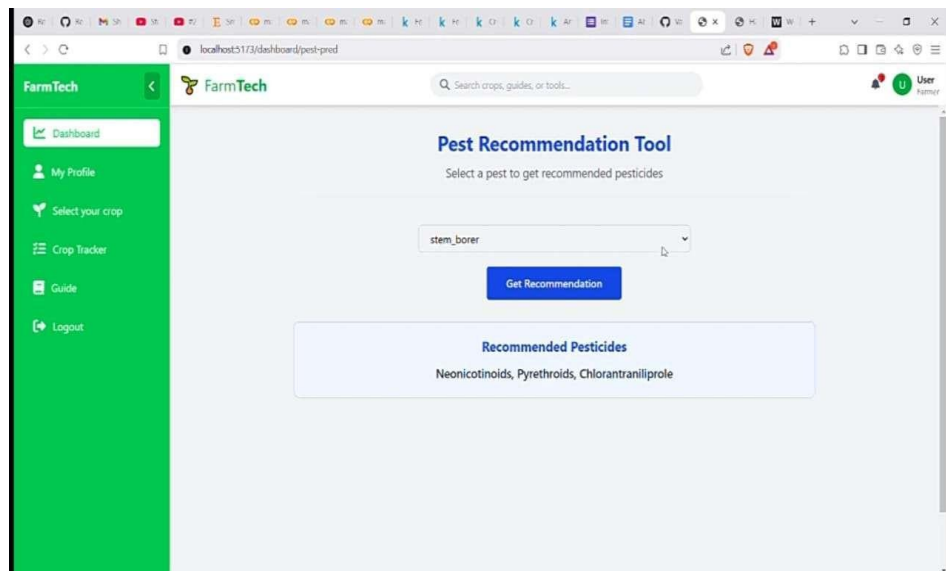 localhost:5173/dashboard/pest-pred
FarmTech
FarmTech
Search crops, guides, or tools...
U
User
Farmer
Dashboard
My Profile
Select your crop
Crop Tracker
Guide
Logout
Pest Recommendation Tool
Select a pest to get recommended pesticides
stem_borer
Get Recommendation
Recommended Pesticides
Neonicotinoids, Pyrethroids, Chlorantraniliprole